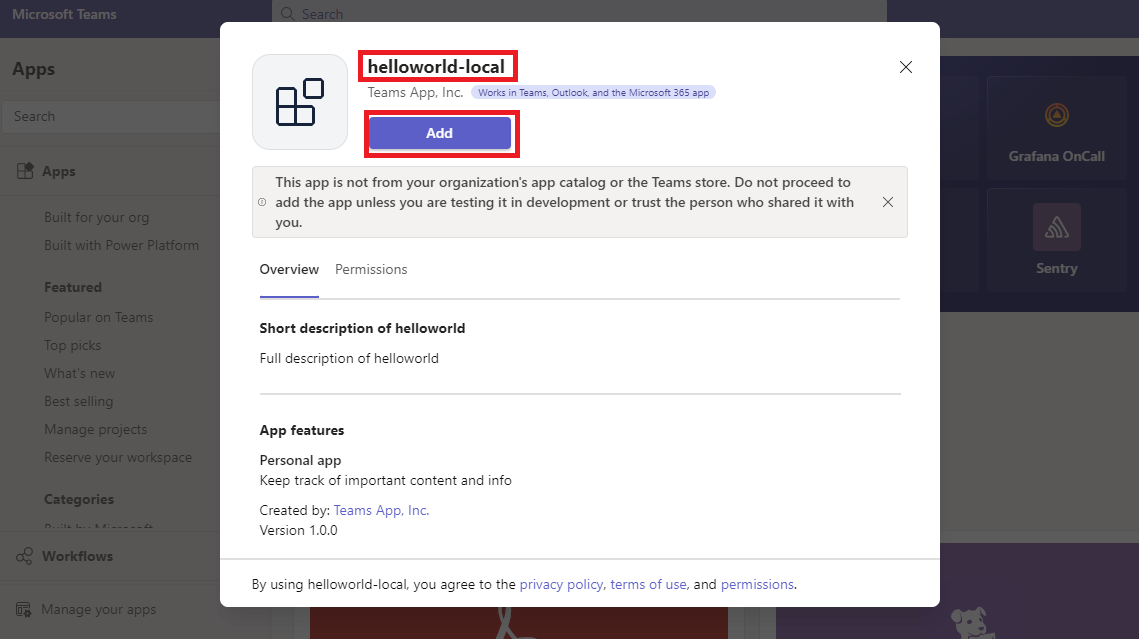 Microsoft Teams
Search
Apps
Search
Apps
Built for your org
Built with Power Platform
Featured
Popular on Teams
Top picks
What's new
Best selling
Manage projects
Reserve your workspace
Categories
Built by Microsoft
Workflows
Manage your apps
helloworld-local
Teams App, Inc. Works in Teams, Outlook, and the Microsoft 365 app
Add
This app is not from your organization's app catalog or the Teams store. Do not proceed to
add the app unless you are testing it in development or trust the person who shared it with
you.
Overview Permissions
Short description of helloworld
Full description of helloworld
App features
Personal app
Keep track of important content and info
Created by: Teams App, Inc.
Version 1.0.0
By using helloworld-local, you agree to the privacy policy, terms of use, and permissions.
Grafana OnCall
Sentry